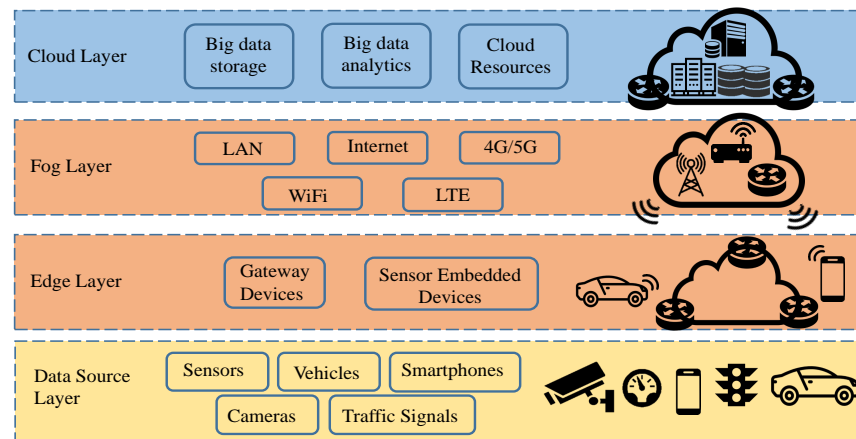 Cloud Layer
Big data
storage
Big data
analytics
Cloud
Resources
Fog Layer
LAN
Internet
4G/5G
WiFi
LTE
Edge Layer
Gateway
Devices
Sensor Embedded
Devices
Data Source
Layer
Sensors
Vehicles
Smartphones
Cameras
Traffic Signals